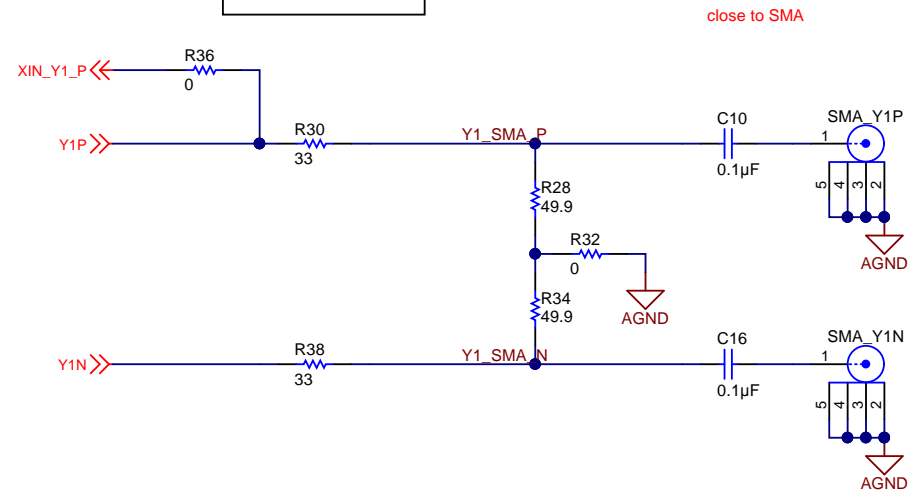 close to SMA
R36
XIN_Y1_P
0
Y1P
R30
33
Y1_SMA_P
C10
0.1µF
SMA_Y1P
1
5
4
3
2
AGND
R28
49.9
R32
0
AGND
R34
49.9
Y1N
R38
33
Y1_SMA_N
C16
0.1µF
SMA_Y1N
1
5
4
3
2
AGND